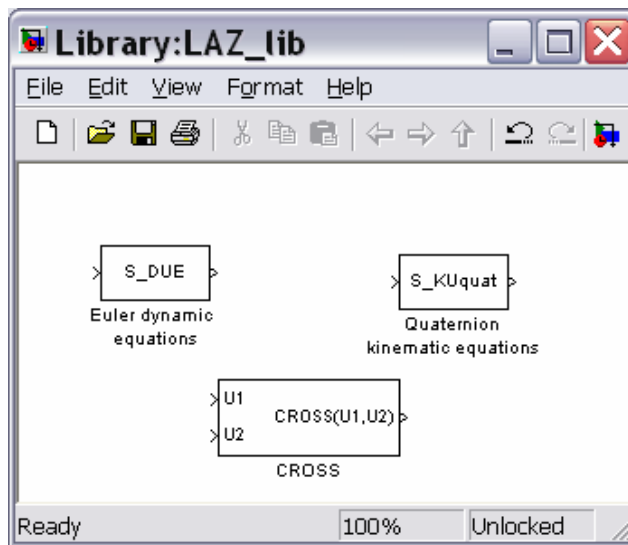 Library:LAZ_lib
File Edit View Format Help
S_DUE
Euler dynamic
equations
S_KUquat
Quaternion
kinematic equations
U1
U2
CROSS(U1,U2)
CROSS
Ready 100% Unlocked